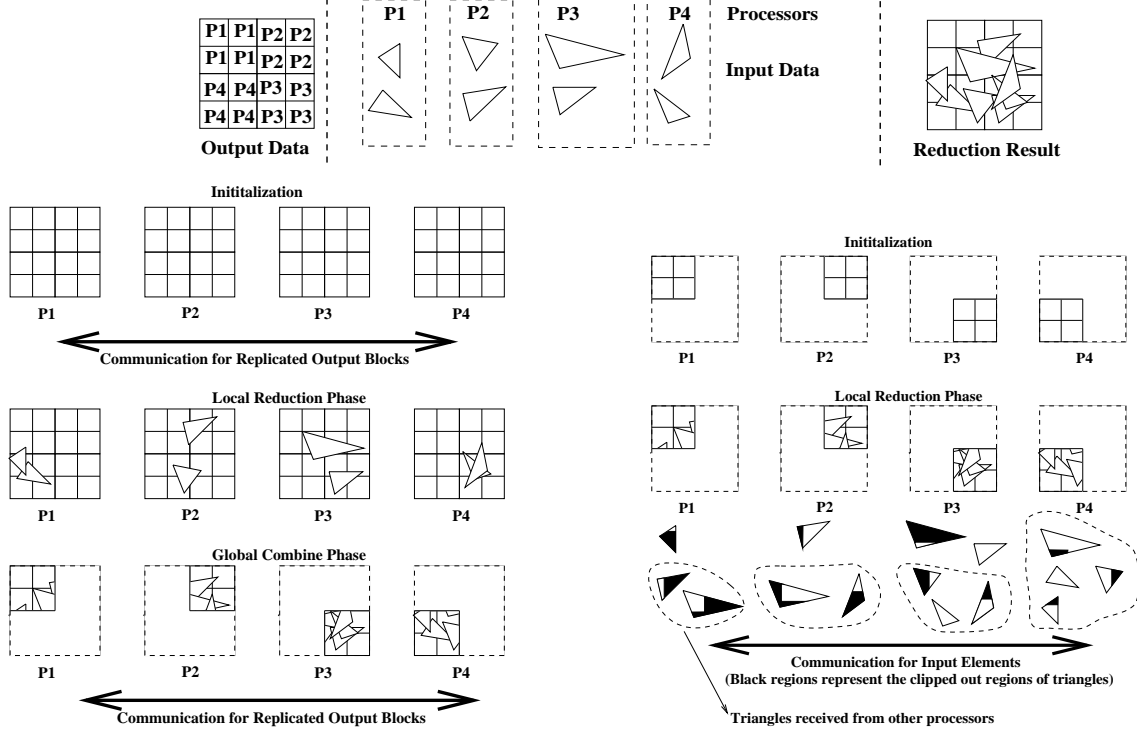 P1 P2 P3 P4 Processors
P1 P1 P2 P2
P1 P1 P2 P2
Input Data
P4 P4 P3 P3
P4 P4 P3 P3
Output Data
Reduction Result
Inititalization
P1 P2 P3 P4
Communication for Replicated Output Blocks
Local Reduction Phase
P1 P2 P3 P4
Global Combine Phase
P1 P2 P3 P4
Communication for Replicated Output Blocks
Inititalization
P1 P2 P3 P4
Local Reduction Phase
P1 P2 P3 P4
Communication for Input Elements
(Black regions represent the clipped out regions of triangles)
Triangles received from other processors